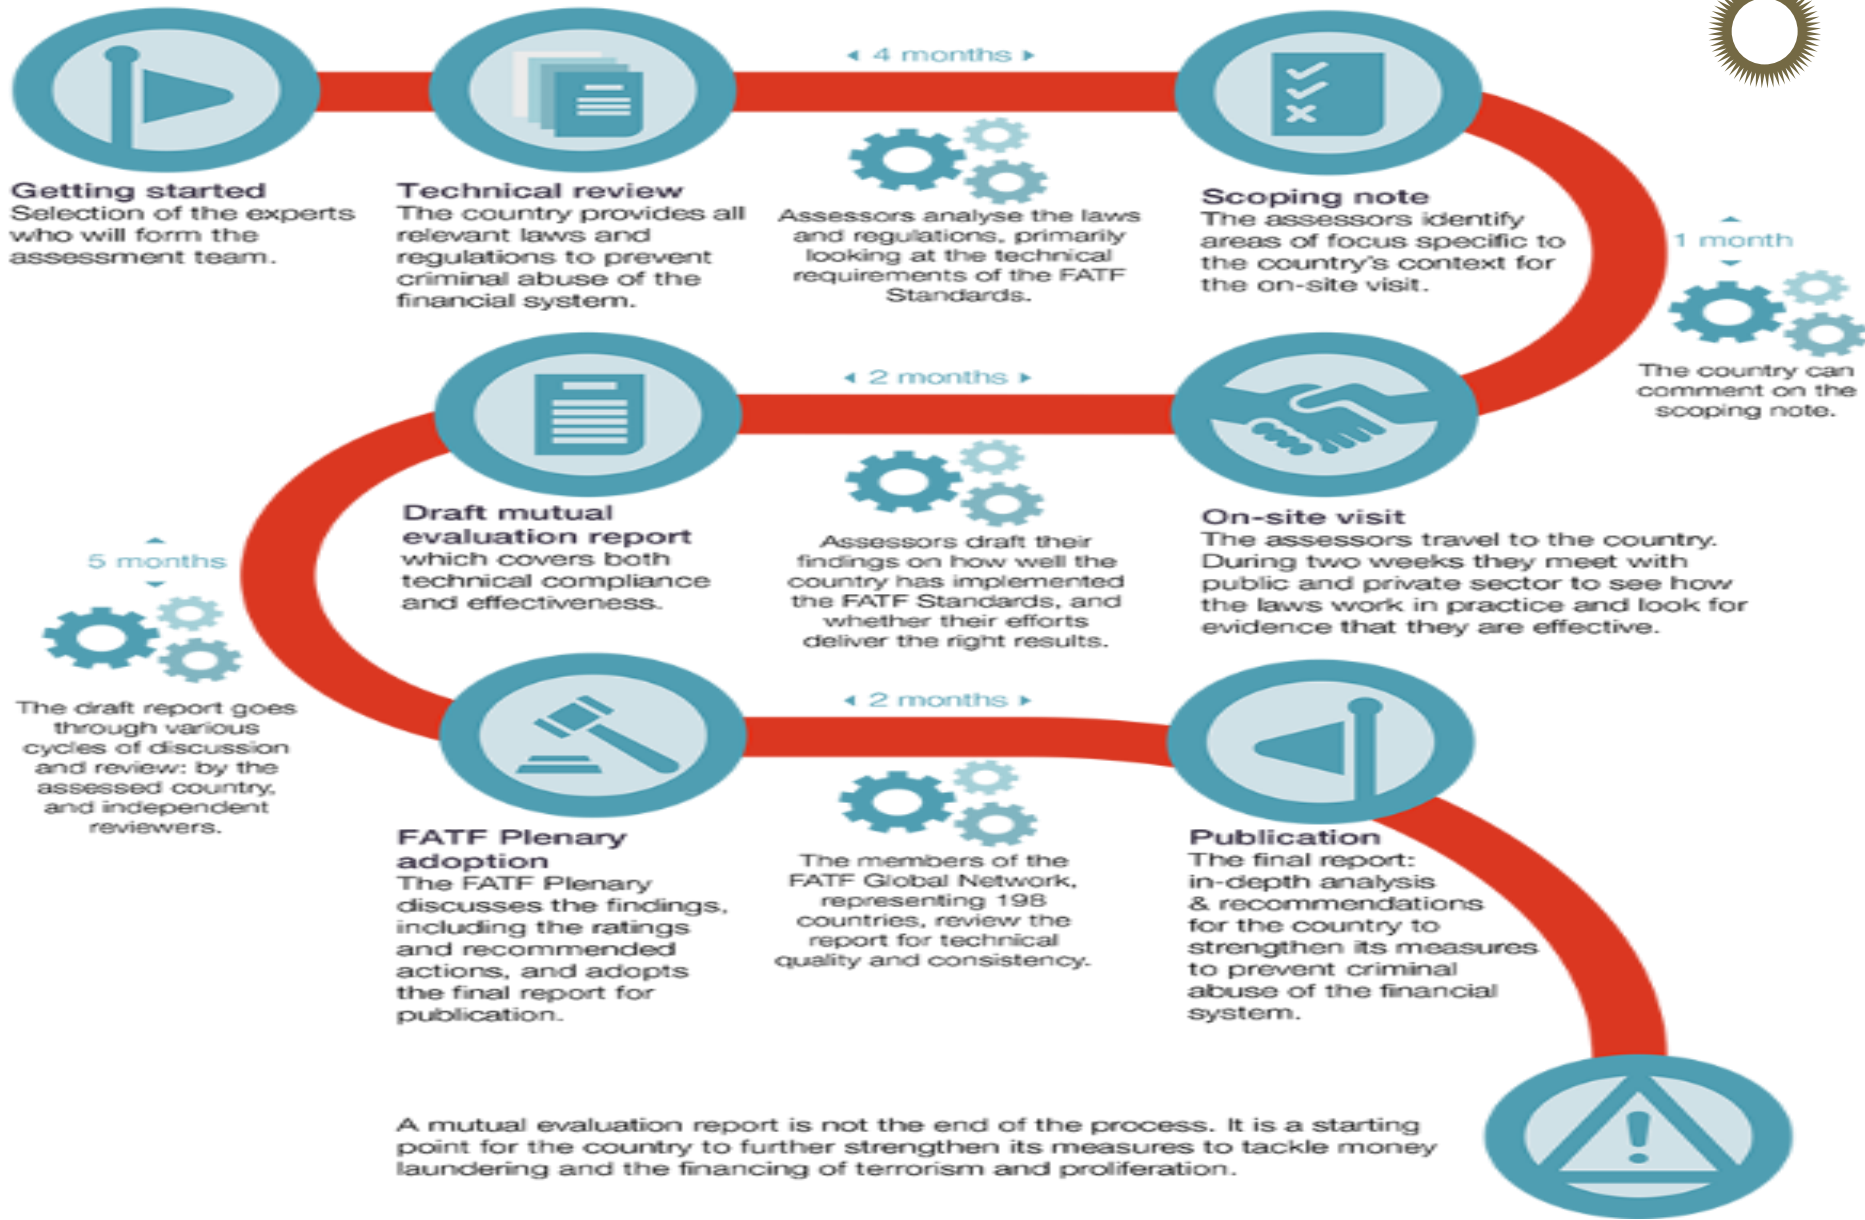 ◂ 4 months ▸
Getting started
Selection of the experts
who will form the
assessment team.
Technical review
The country provides all
relevant laws and
regulations to prevent
criminal abuse of the
financial system.
Assessors analyse the laws
and regulations, primarily
looking at the technical
requirements of the FATF
Standards.
Scoping note
The assessors identify
areas of focus specific to
the country's context for
the on-site visit.
1 month
The country can
comment on the
scoping note.
◂ 2 months ▸
On-site visit
The assessors travel to the country.
During two weeks they meet with
public and private sector to see how
the laws work in practice and look for
evidence that they are effective.
Assessors draft their
findings on how well the
country has implemented
the FATF Standards, and
whether their efforts
deliver the right results.
Draft mutual
evaluation report
which covers both
technical compliance
and effectiveness.
5 months
The draft report goes
through various
cycles of discussion
and review: by the
assessed country,
and independent
reviewers.
◂ 2 months ▸
FATF Plenary
adoption
The FATF Plenary
discusses the findings,
including the ratings
and recommended
actions, and adopts
the final report for
publication.
The members of the
FATF Global Network,
representing 198
countries, review the
report for technical
quality and consistency.
Publication
The final report:
in-depth analysis
& recommendations
for the country to
strengthen its measures
to prevent criminal
abuse of the financial
system.
A mutual evaluation report is not the end of the process. It is a starting
point for the country to further strengthen its measures to tackle money
laundering and the financing of terrorism and proliferation.